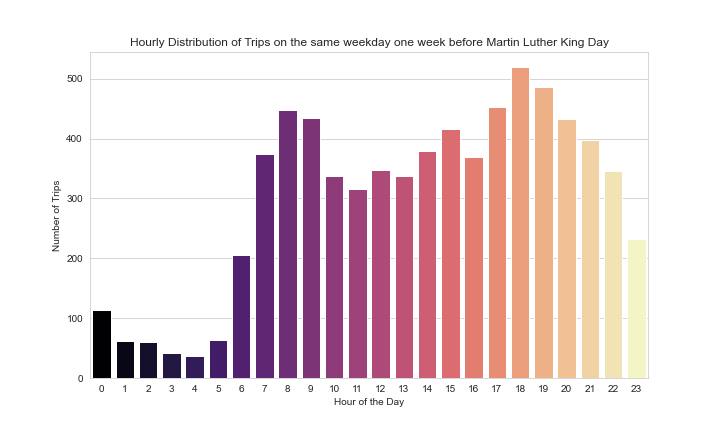 Hourly Distribution of Trips on the same weekday one week before Martin Luther King Day
Number of Trips
500
400
300
200
100
0
0 1 2 3 4 5 6 7 8 9 10 11 12 13 14 15 16 17 18 19 20 21 22 23
Hour of the Day